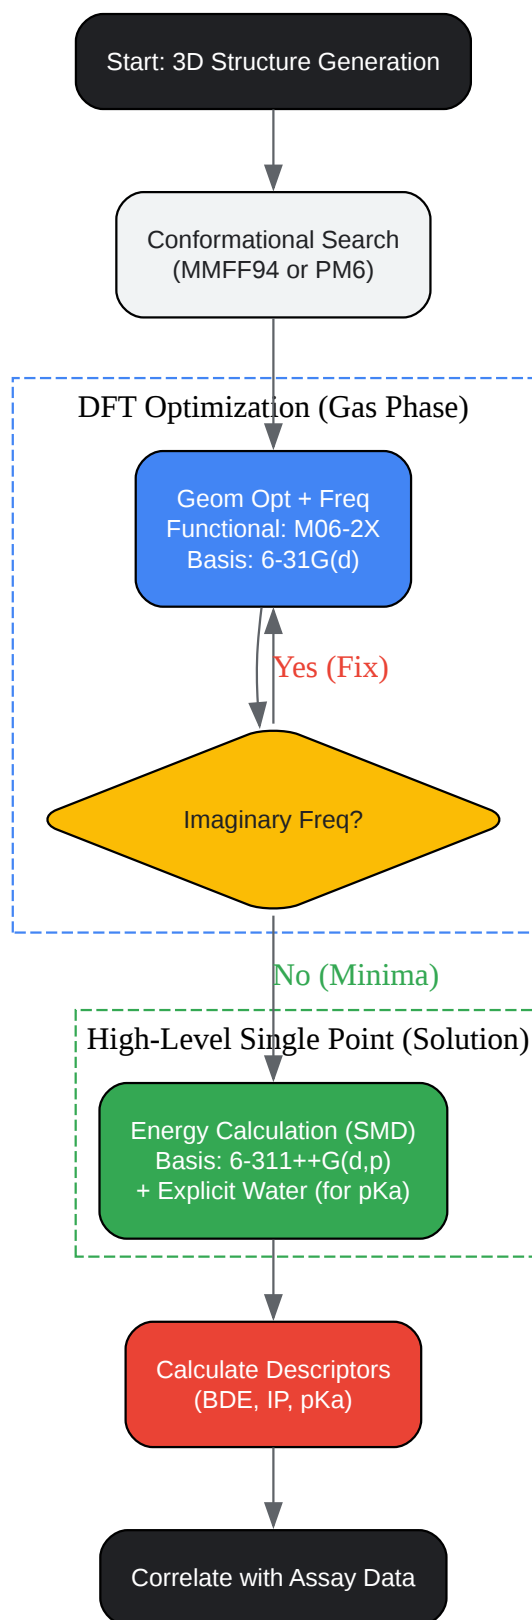 Start: 3D Structure Generation
Conformational Search
(MMFF94 or PM6)
DFT Optimization (Gas Phase)
Geom Opt + Freq
Functional: M06-2X
Basis: 6-31G(d)
Yes (Fix)
Imaginary Freq?
No (Minima)
High-Level Single Point (Solution)
Energy Calculation (SMD)
Basis: 6-311++G(d,p)
+ Explicit Water (for pKa)
Calculate Descriptors
(BDE, IP, pKa)
Correlate with Assay Data